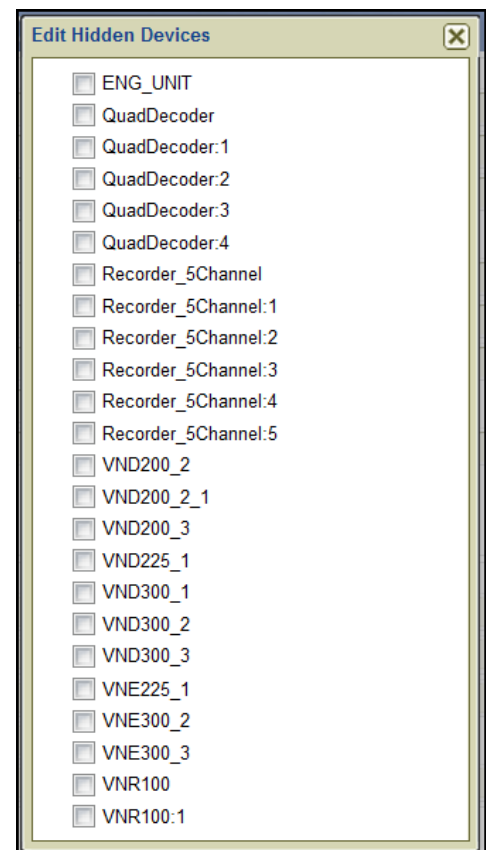 Edit Hidden Devices
ENG_UNIT
QuadDecoder
QuadDecoder:1
QuadDecoder:2
QuadDecoder:3
QuadDecoder:4
Recorder_5Channel
Recorder_5Channel:1
Recorder_5Channel:2
Recorder_5Channel:3
Recorder_5Channel:4
Recorder_5Channel:5
VND200_2
VND200_2_1
VND200_3
VND225_1
VND300_1
VND300_2
VND300_3
VNE225_1
VNE300_2
VNE300_3
VNR100
VNR100:1